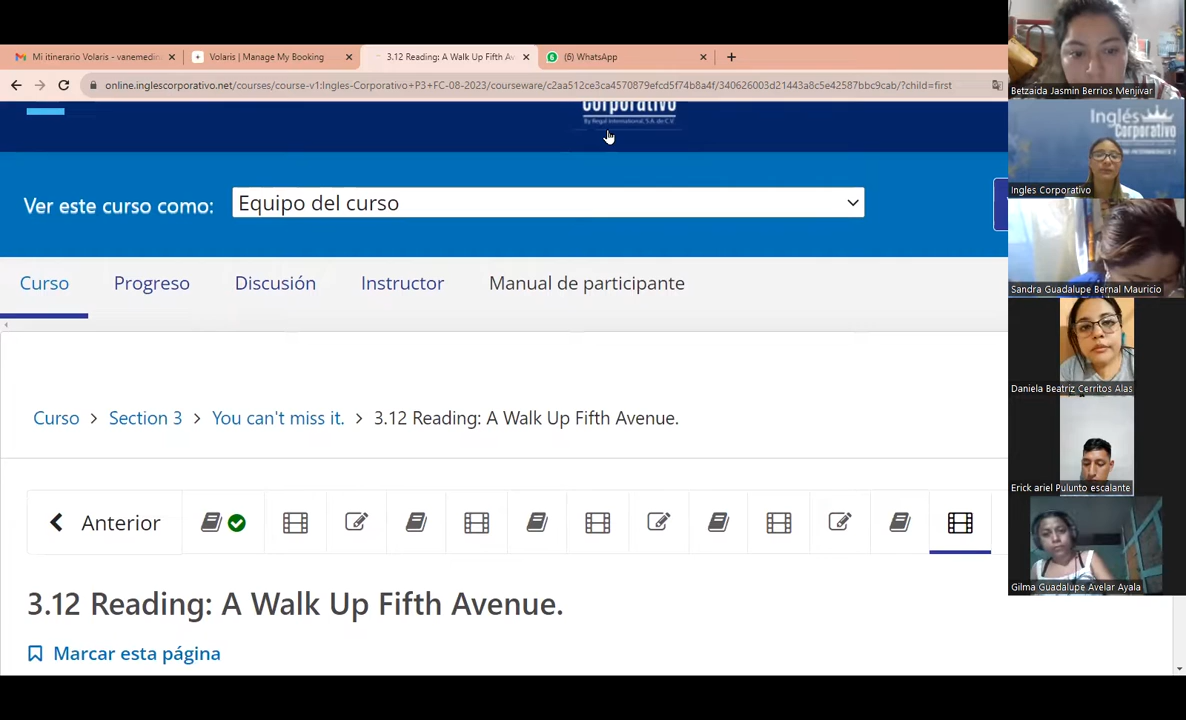 Mi itinerario Volaris - vanemedin
Volaris | Manage My Booking
3.12 Reading: A Walk Up Fifth Av
(6) WhatsApp
online.inglescorporativo.net/courses/course-v1:Ingles-Corporativo+P3+FC-08-2023/courseware/c2aa512ce3ca4570879efcd5f74b8a4f/340626003d21443a8c5e42587bbc9cab/?child=first
Corporativo
By Regal International, S.A. de C.V.
Ver este curso como:
Equipo del curso
Curso
Progreso
Discusión
Instructor
Manual de participante
Curso > Section 3 > You can't miss it. > 3.12 Reading: A Walk Up Fifth Avenue.
Anterior
3.12 Reading: A Walk Up Fifth Avenue.
Marcar esta página
Betzaida Jasmin Berrios Menjivar
Inglés
Corporativo
Ingles Corporativo
Sandra Guadalupe Bernal Mauricio
Daniela Beatriz Cerritos Alas
Erick ariel Pulunto escalante
Gilma Guadalupe Avelar Ayala